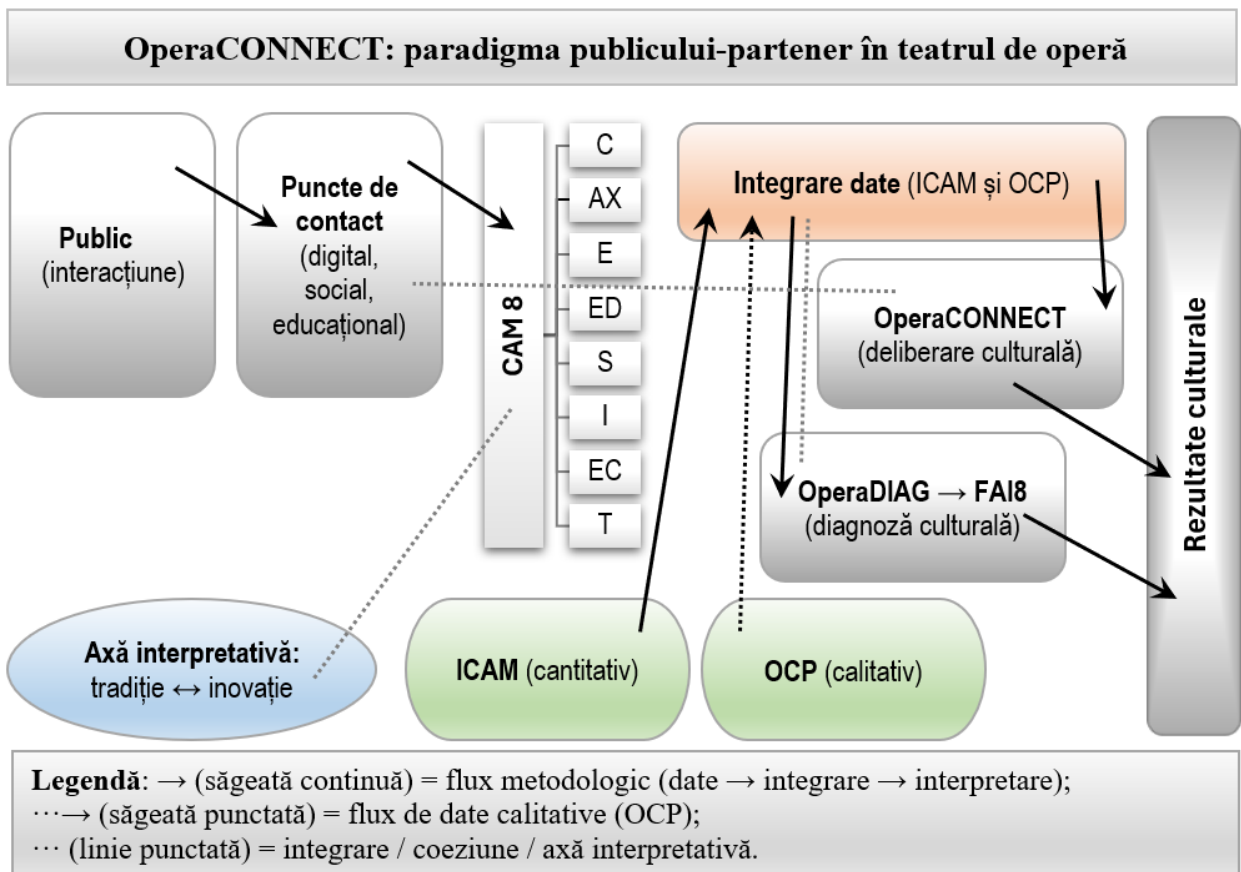 OperaCONNECT: paradigma publicului-partener în teatrul de operă
Public
(interacțiune)
Puncte de
contact
(digital,
social,
educațional)
CAM 8
C
AX
E
ED
S
I
EC
T
Integrare date (ICAM și OCP)
OperaCONNECT
(deliberare culturală)
OperaDIAG → FAI8
(diagnoză culturală)
Rezultate culturale
Axă interpretativă:
tradiție ↔ inovație
ICAM (cantitativ)
OCP (calitativ)
Legendă: → (săgeată continuă) = flux metodologic (date → integrare → interpretare);
···→ (săgeată punctată) = flux de date calitative (OCP);
··· (linie punctată) = integrare / coeziune / axă interpretativă.